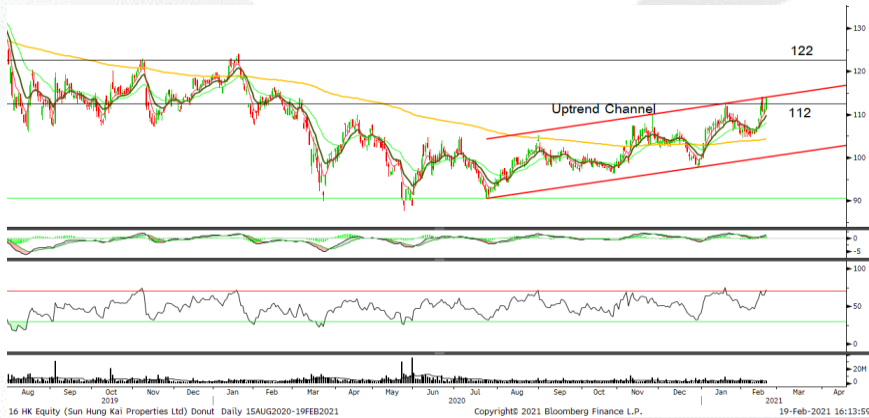 130
122
120
Uptrend Channel
112
110
100
90
0
-5
100
50
0
20M
0
Aug Sep Oct Nov Dec Jan Feb Mar Apr May Jun Jul Aug Sep Oct Nov Dec Jan Feb Mar Apr
2019 2020 2021
16 HK Equity (Sun Hung Kai Properties Ltd) Donut Daily 15AUG2020-19FEB2021 Copyright© 2021 Bloomberg Finance L.P. 19-Feb-2021 16:13:59